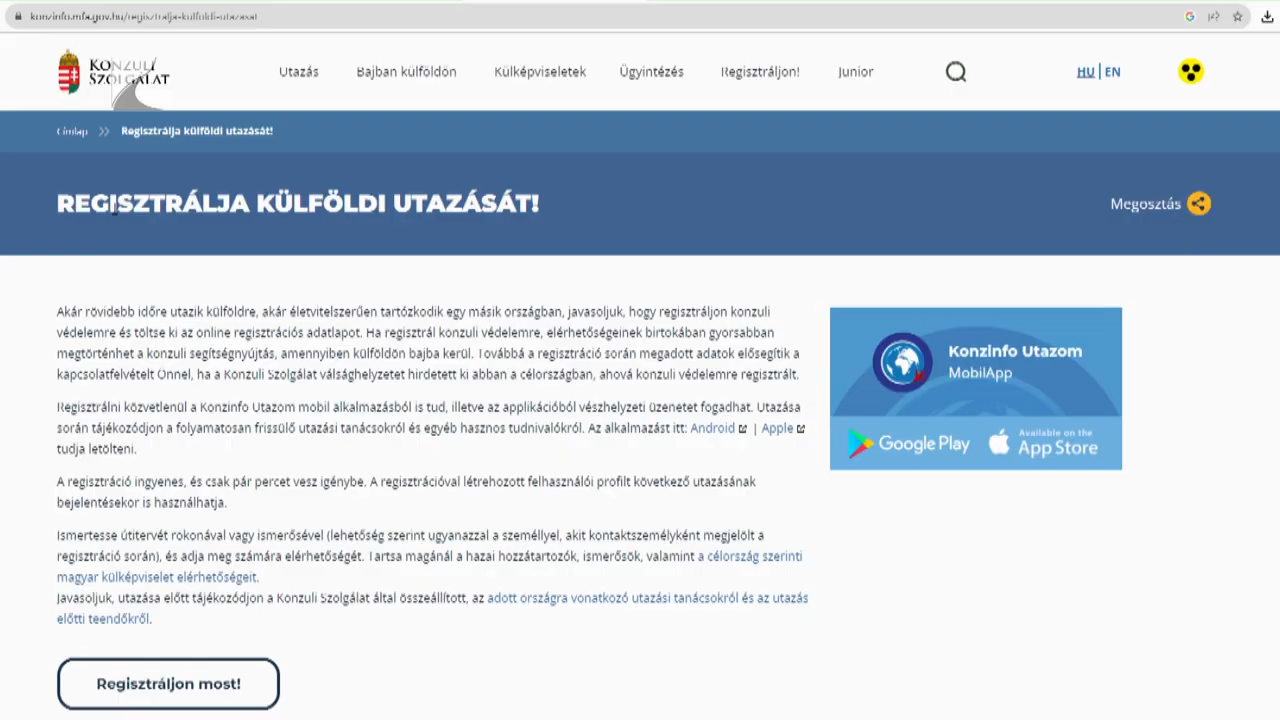 konzinfo.mfa.gov.hu/regisztralja-kulfoldi-utazasat
KONZULI
SZOLGÁLAT
Utazás
Bajban külföldön
Külképviseletek
Ügyintézés
Regisztráljon!
Junior
HU | EN
Címlap >> Regisztrálja külföldi utazását!
REGISZTRÁLJA KÜLFÖLDI UTAZÁSÁT!
Megosztás
Akár rövidebb időre utazik külföldre, akár életvitelszerűen tartózkodik egy másik országban, javasoljuk, hogy regisztráljon konzuli
védelemre és töltse ki az online regisztrációs adatlapot. Ha regisztrál konzuli védelemre, elérhetőségeinek birtokában gyorsabban
megtörténhet a konzuli segítségnyújtás, amennyiben külföldön bajba kerül. Továbbá a regisztráció során megadott adatok elősegítik a
kapcsolatfelvételt Önnel, ha a Konzuli Szolgálat válsághelyzetet hirdetett ki abban a célországban, ahová konzuli védelemre regisztrált.
Regisztrálni közvetlenül a Konzinfo Utazom mobil alkalmazásból is tud, illetve az applikációból vészhelyzeti üzenetet fogadhat. Utazása
során tájékozódjon a folyamatosan frissülő utazási tanácsokról és egyéb hasznos tudnivalókról. Az alkalmazást itt: Android | Apple
tudja letölteni.
A regisztráció ingyenes, és csak pár percet vesz igénybe. A regisztrációval létrehozott felhasználói profilt következő utazásának
bejelentésekor is használhatja.
Ismertesse útitervét rokonával vagy ismerősével (lehetőség szerint ugyanazzal a személlyel, akit kontaktszemélyként megjelölt a
regisztráció során), és adja meg számára elérhetőségét. Tartsa magánál a hazai hozzátartozók, ismerősök, valamint a célország szerinti
magyar külképviselet elérhetőségeit.
Javasoljuk, utazása előtt tájékozódjon a Konzuli Szolgálat által összeállított, az adott országra vonatkozó utazási tanácsokról és az utazás
előtti teendőkről.
Regisztráljon most!
Konzinfo Utazom
MobilApp
Google Play
Available on the
App Store